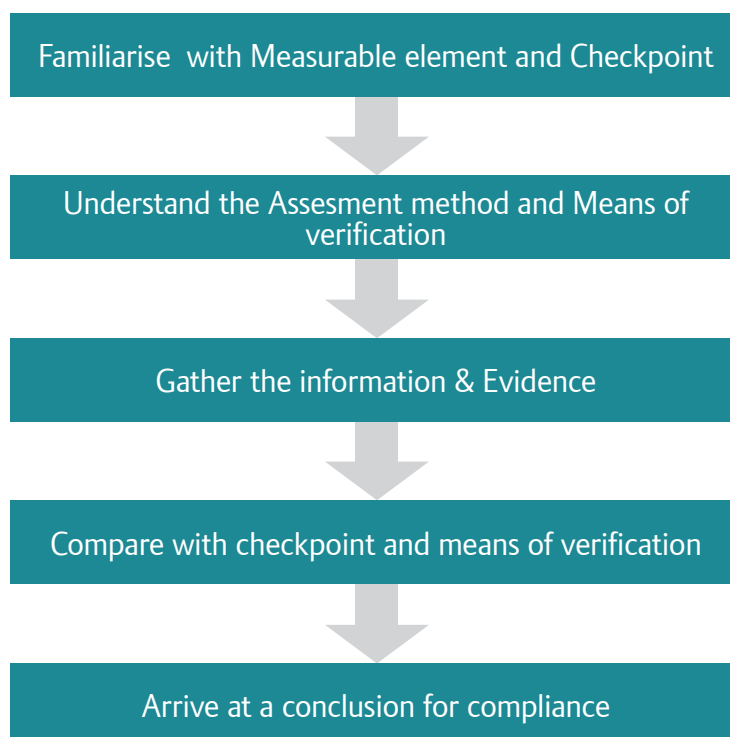 Familiarise with Measurable element and Checkpoint
Understand the Assesment method and Means of
verification
Gather the information & Evidence
Compare with checkpoint and means of verification
Arrive at a conclusion for compliance